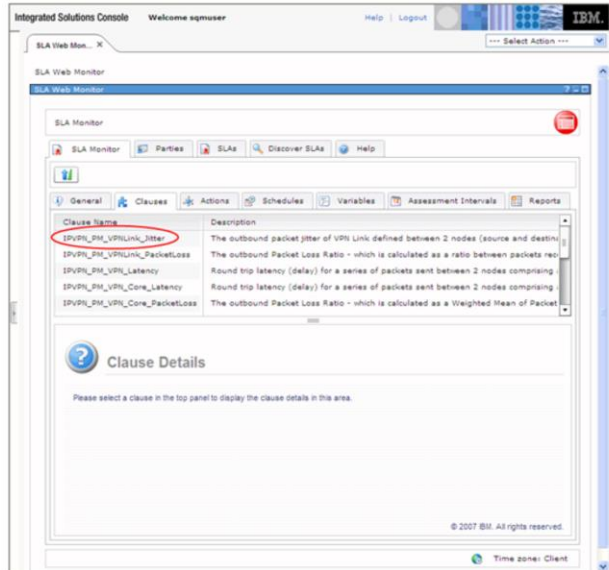 Integrated Solutions Console Welcome sqmuser Help | Logout IBM.
SLA Web Mon... X --- Select Action ---
SLA Web Monitor
SLA Web Monitor
SLA Monitor
SLA Monitor Parties SLAs Discover SLAs Help
General Clauses Actions Schedules Variables Assessment Intervals Reports
Clause Name Description
IPVPN_PM_VPNLink_Jitter The outbound packet jitter of VPN Link defined between 2 nodes (source and destina
IPVPN_PM_VPNLink_PacketLoss The outbound Packet Loss Ratio - which is calculated as a ratio between packets rec
IPVPN_PM_VPN_Latency Round trip latency (delay) for a series of packets sent between 2 nodes comprising
IPVPN_PM_VPN_Core_Latency Round trip latency (delay) for a series of packets sent between 2 nodes comprising
IPVPN_PM_VPN_Core_PacketLoss The outbound Packet Loss Ratio - which is calculated as a Weighted Mean of Packet
Clause Details
Please select a clause in the top panel to display the clause details in this area.
© 2007 IBM. All rights reserved.
Time zone: Client